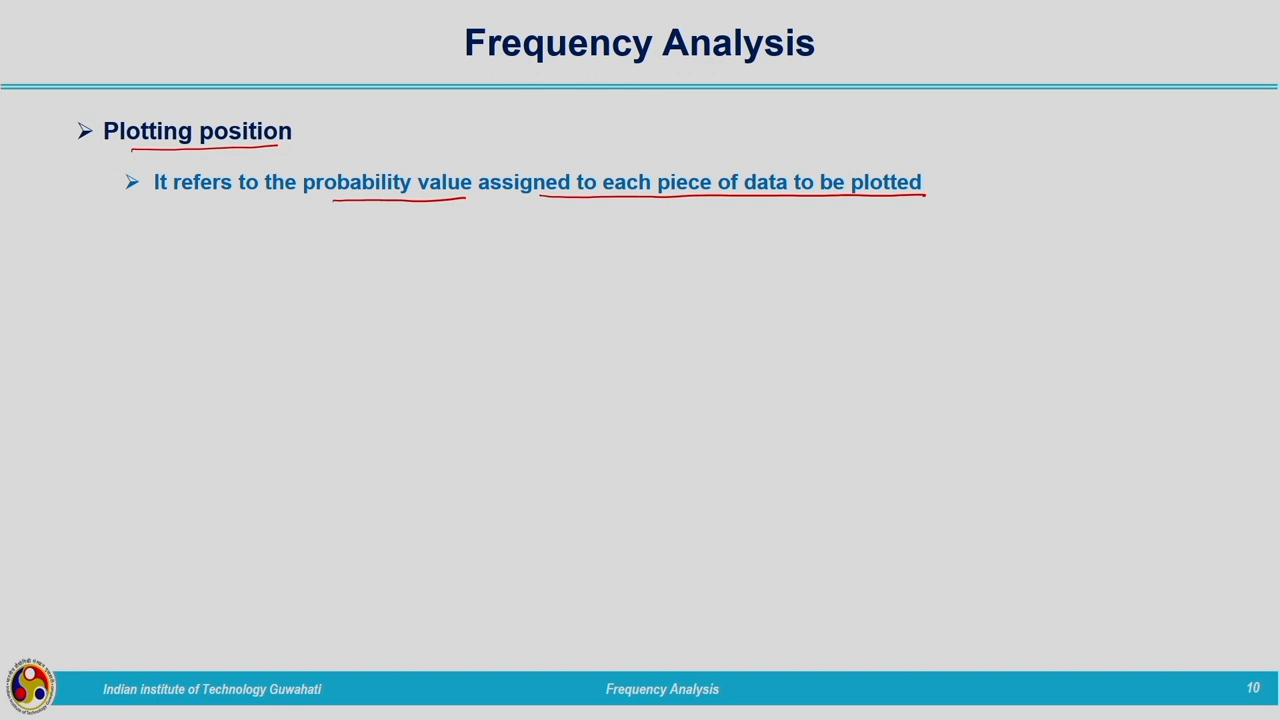 Frequency Analysis
Plotting position
It refers to the probability value assigned to each piece of data to be plotted
Indian institute of Technology Guwahati
Frequency Analysis
10